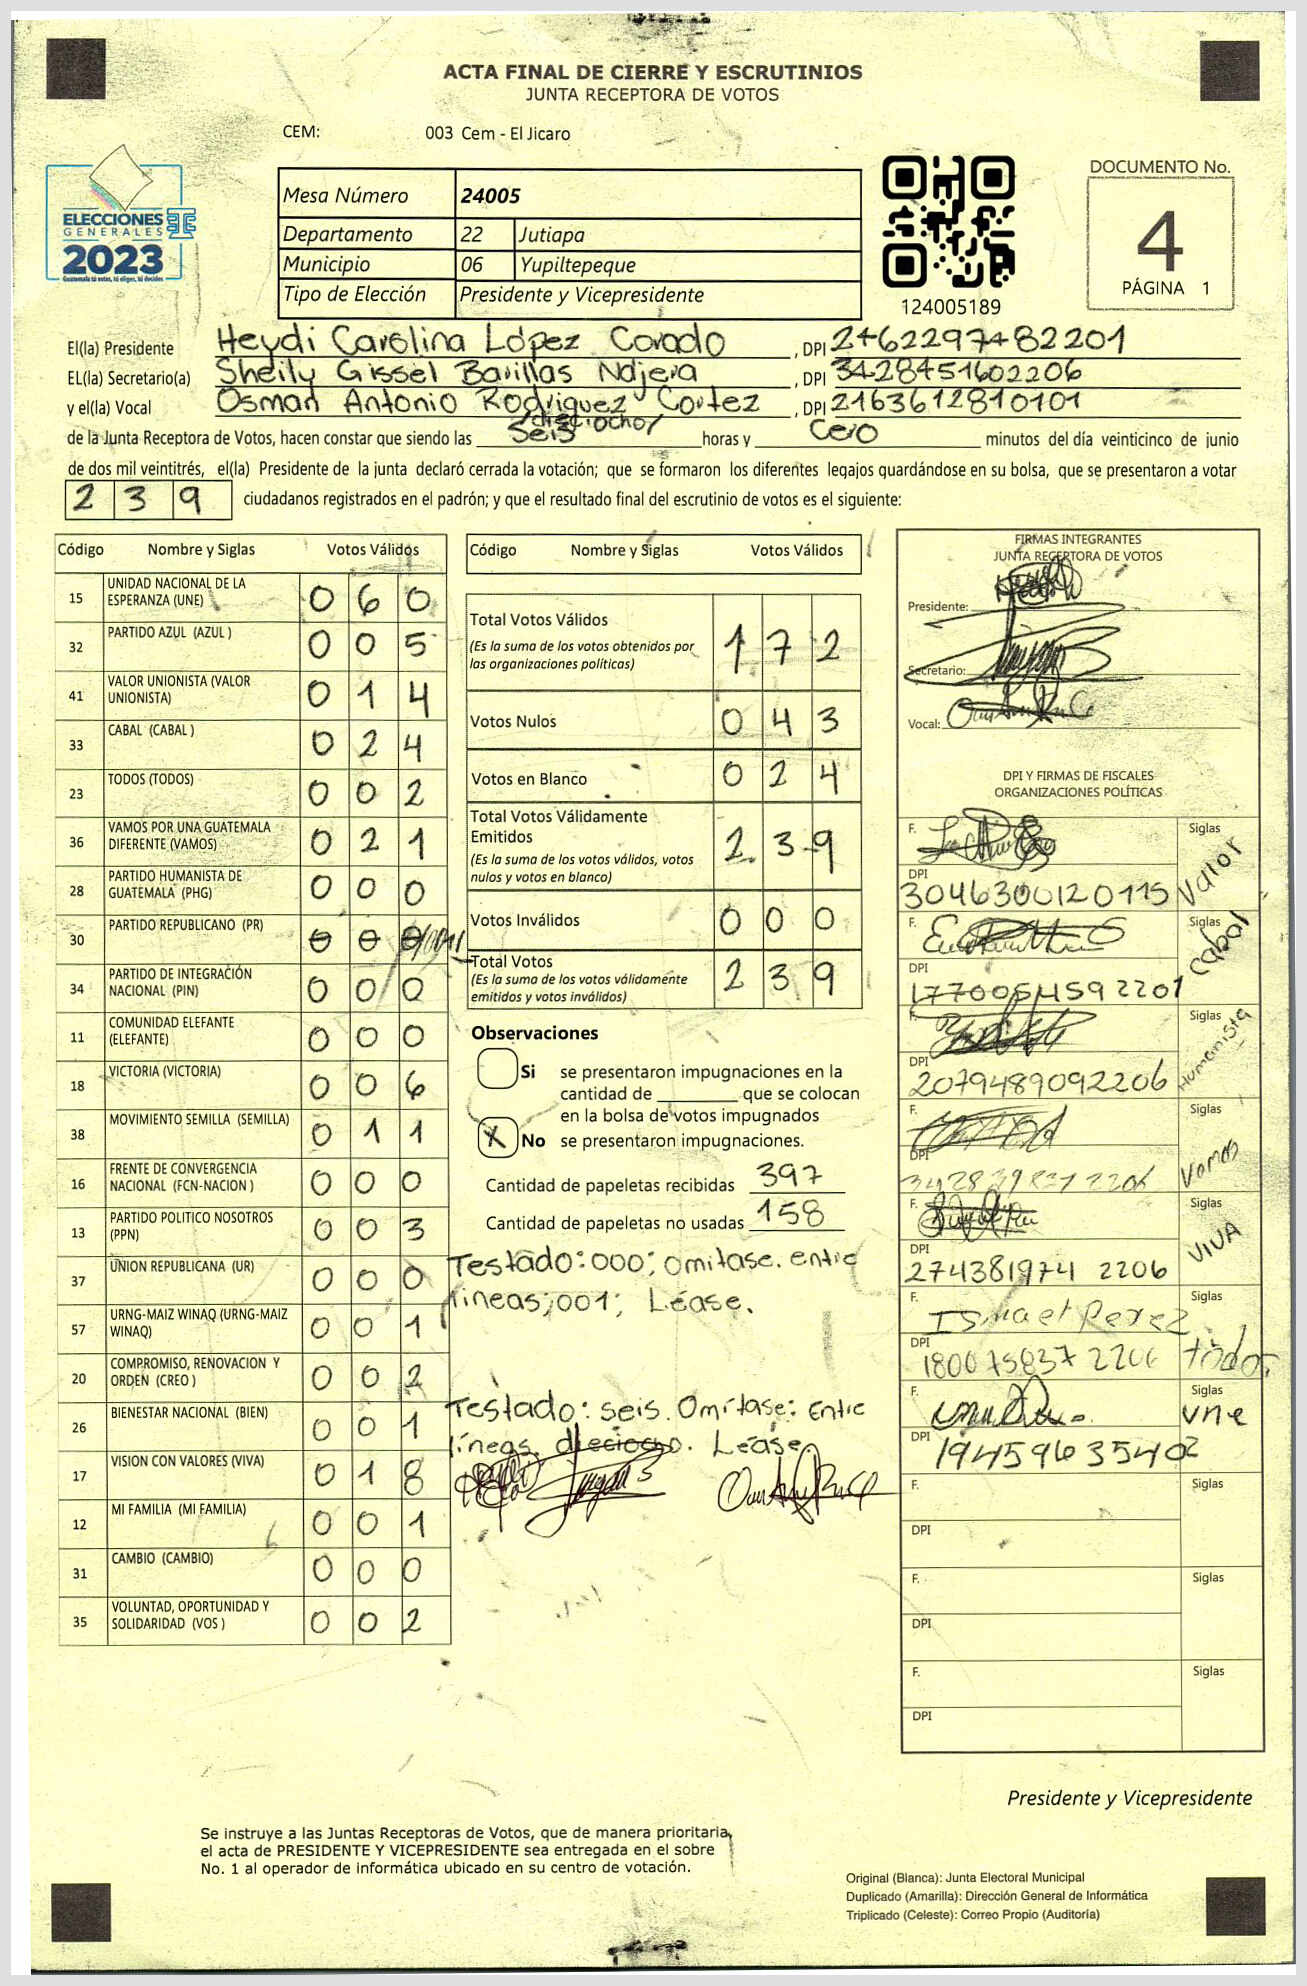 ACTA FINAL DE CIERRE Y ESCRUTINIOS
JUNTA RECEPTORA DE VOTOS
CEM: 003 Cem - El Jicaro
ELECCIONES
GENERALES
2023
Guatemala tú votas, tú eliges, tú decides
Mesa Número 24005
Departamento 22 Jutiapa
Municipio 06 Yupiltepeque
Tipo de Elección Presidente y Vicepresidente
124005189
DOCUMENTO No.
4
PÁGINA 1
El(la) Presidente Heydi Carolina López Corado , DPI 2462297482201
EL(la) Secretario(a) Sheily Gissel Barillas Najera , DPI 3428451602206
y el(la) Vocal Osman Antonio Rodriguez Cortez , DPI 2163612810101
/dieciocho/
de la Junta Receptora de Votos, hacen constar que siendo las Seis horas y Cero minutos del día veinticinco de junio
de dos mil veintitrés, el(la) Presidente de la junta declaró cerrada la votación; que se formaron los diferentes legajos guardándose en su bolsa, que se presentaron a votar
239 ciudadanos registrados en el padrón; y que el resultado final del escrutinio de votos es el siguiente:
Código Nombre y Siglas Votos Válidos
15 UNIDAD NACIONAL DE LA ESPERANZA (UNE) 0 6 0
32 PARTIDO AZUL (AZUL ) 0 0 5
41 VALOR UNIONISTA (VALOR UNIONISTA) 0 1 4
33 CABAL (CABAL ) 0 2 4
23 TODOS (TODOS) 0 0 2
36 VAMOS POR UNA GUATEMALA DIFERENTE (VAMOS) 0 2 1
28 PARTIDO HUMANISTA DE GUATEMALA (PHG) 0 0 0
30 PARTIDO REPUBLICANO (PR) 0 0 0 /001/
34 PARTIDO DE INTEGRACIÓN NACIONAL (PIN) 0 0 0
11 COMUNIDAD ELEFANTE (ELEFANTE) 0 0 0
18 VICTORIA (VICTORIA) 0 0 6
38 MOVIMIENTO SEMILLA (SEMILLA) 0 1 1
16 FRENTE DE CONVERGENCIA NACIONAL (FCN-NACION ) 0 0 0
13 PARTIDO POLITICO NOSOTROS (PPN) 0 0 3
37 UNION REPUBLICANA (UR) 0 0 0
57 URNG-MAIZ WINAQ (URNG-MAIZ WINAQ) 0 0 1
20 COMPROMISO, RENOVACION Y ORDEN (CREO ) 0 0 2
26 BIENESTAR NACIONAL (BIEN) 0 0 1
17 VISION CON VALORES (VIVA) 0 1 8
12 MI FAMILIA (MI FAMILIA) 0 0 1
31 CAMBIO (CAMBIO) 0 0 0
35 VOLUNTAD, OPORTUNIDAD Y SOLIDARIDAD (VOS ) 0 0 2
Código Nombre y Siglas Votos Válidos
Total Votos Válidos 1 7 2
(Es la suma de los votos obtenidos por
las organizaciones políticas)
Votos Nulos 0 4 3
Votos en Blanco 0 2 4
Total Votos Válidamente
Emitidos 2 3 9
(Es la suma de los votos válidos, votos
nulos y votos en blanco)
Votos Inválidos 0 0 0
Total Votos 2 3 9
(Es la suma de los votos válidamente
emitidos y votos inválidos)
Observaciones
Si se presentaron impugnaciones en la
cantidad de ________ que se colocan
en la bolsa de votos impugnados
X No se presentaron impugnaciones.
Cantidad de papeletas recibidas 397
Cantidad de papeletas no usadas 158
Testado: 000; omitase. entre
lineas; 001; Léase.
Testado: seis. Omítase: Entre
líneas. dieciocho. Léase
FIRMAS INTEGRANTES
JUNTA RECEPTORA DE VOTOS
Presidente:
Secretario:
Vocal:
DPI Y FIRMAS DE FISCALES
ORGANIZACIONES POLÍTICAS
F. Siglas Valor
DPI 3046300120115
F. Siglas Cabal
DPI
F. Siglas Humanista
DPI 2079489092206
F. Siglas Vamos
DPI
F. Siglas VIVA
DPI 274381974 2206
F. Ismael Perez Siglas todos
DPI 180075837 2206
F. Siglas une
DPI 1945963540
F. Siglas
DPI
F. Siglas
DPI
F. Siglas
DPI
Presidente y Vicepresidente
Se instruye a las Juntas Receptoras de Votos, que de manera prioritaria,
el acta de PRESIDENTE Y VICEPRESIDENTE sea entregada en el sobre
No. 1 al operador de informática ubicado en su centro de votación.
Original (Blanca): Junta Electoral Municipal
Duplicado (Amarilla): Dirección General de Informática
Triplicado (Celeste): Correo Propio (Auditoría)